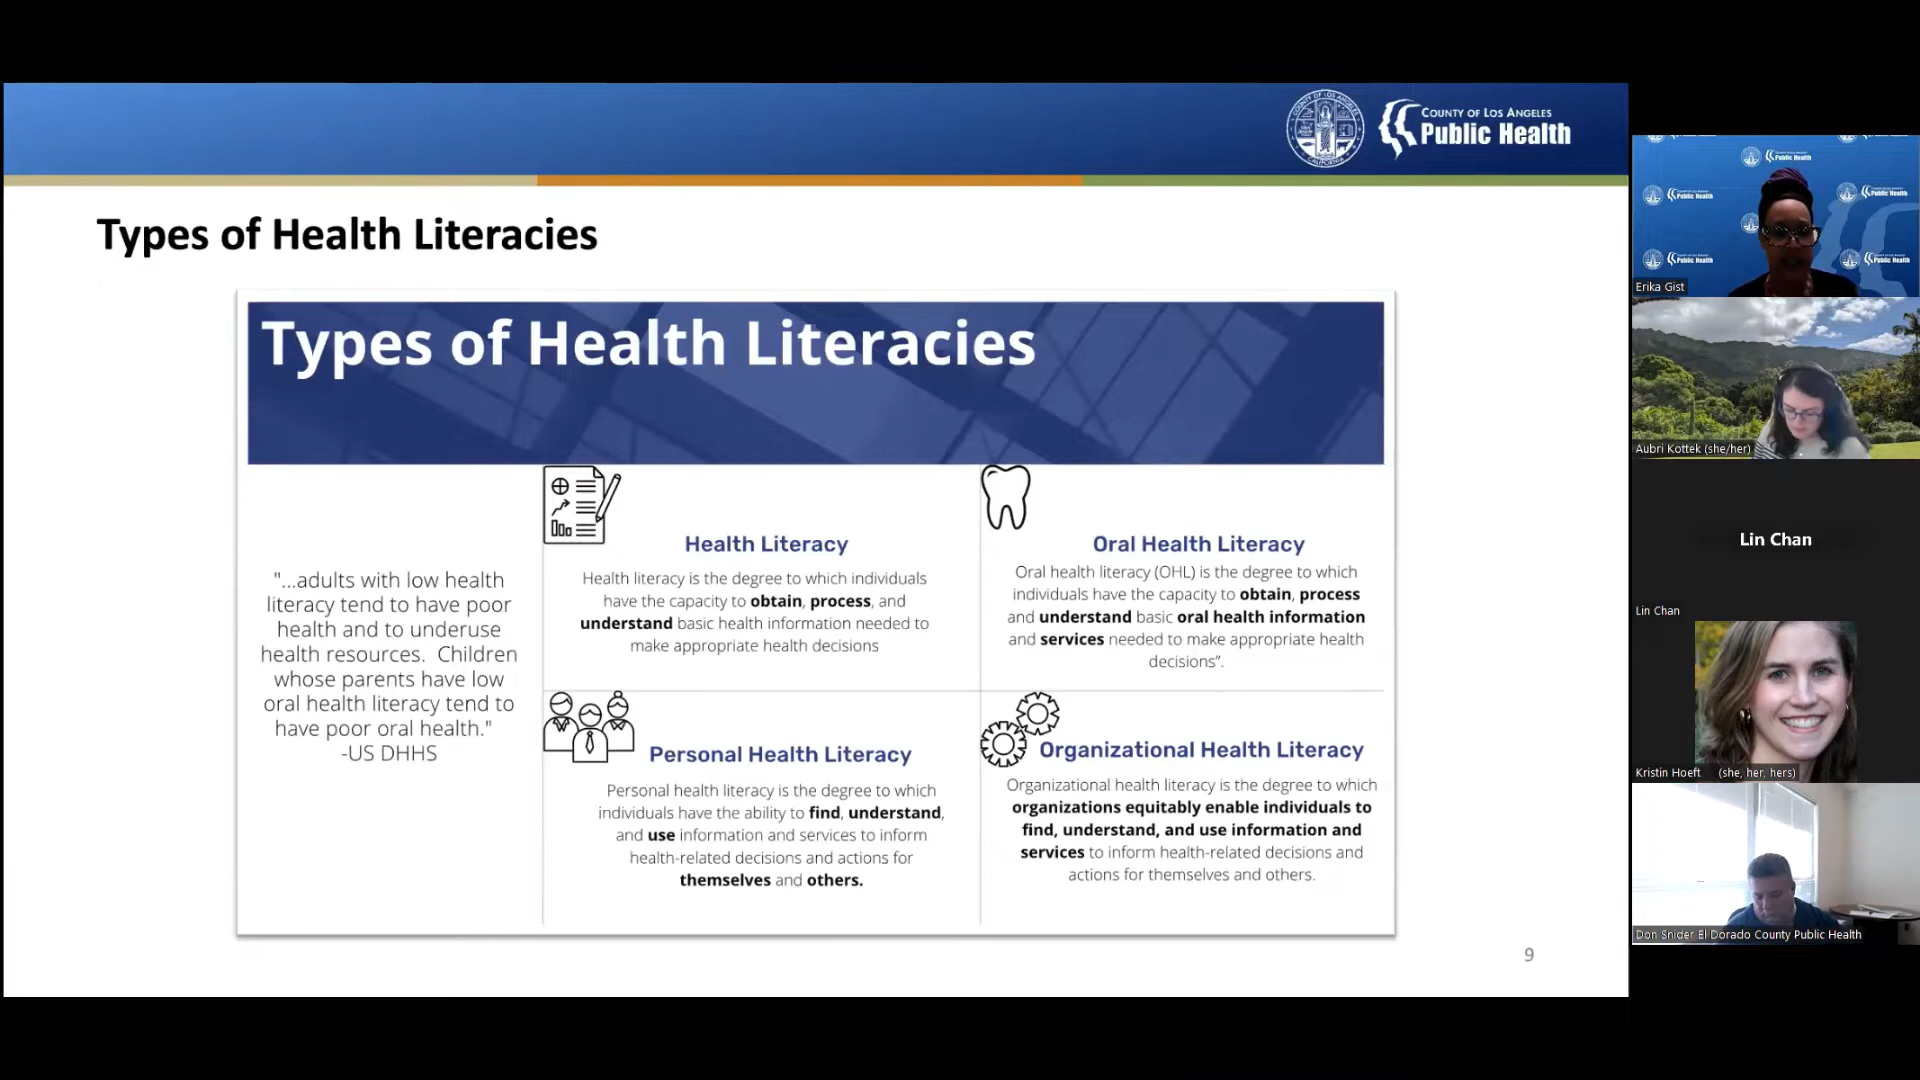 COUNTY OF LOS ANGELES
Public Health
Types of Health Literacies
Types of Health Literacies
"...adults with low health
literacy tend to have poor
health and to underuse
health resources. Children
whose parents have low
oral health literacy tend to
have poor oral health."
-US DHHS
Health Literacy
Health literacy is the degree to which individuals
have the capacity to obtain, process, and
understand basic health information needed to
make appropriate health decisions
Oral Health Literacy
Oral health literacy (OHL) is the degree to which
individuals have the capacity to obtain, process
and understand basic oral health information
and services needed to make appropriate health
decisions”.
Personal Health Literacy
Personal health literacy is the degree to which
individuals have the ability to find, understand,
and use information and services to inform
health-related decisions and actions for
themselves and others.
Organizational Health Literacy
Organizational health literacy is the degree to which
organizations equitably enable individuals to
find, understand, and use information and
services to inform health-related decisions and
actions for themselves and others.
9
Erika Gist
Aubri Kottek (she/her)
Lin Chan
Lin Chan
Kristin Hoeft (she, her, hers)
Don Snider El Dorado County Public Health